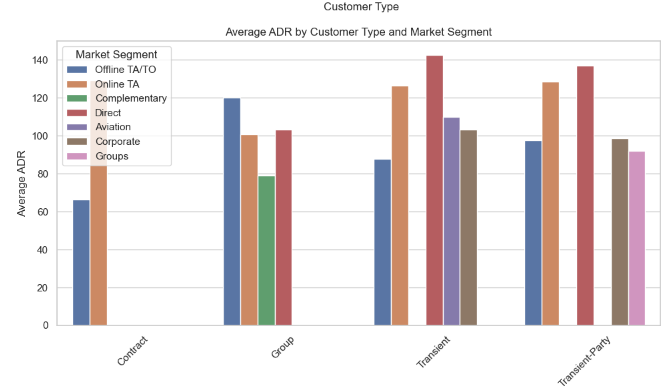 Customer Type
Average ADR by Customer Type and Market Segment
Average ADR
140
120
100
80
60
40
20
0
Market Segment
Offline TA/TO
Online TA
Complementary
Direct
Aviation
Corporate
Groups
Contract
Group
Transient
Transient-Party